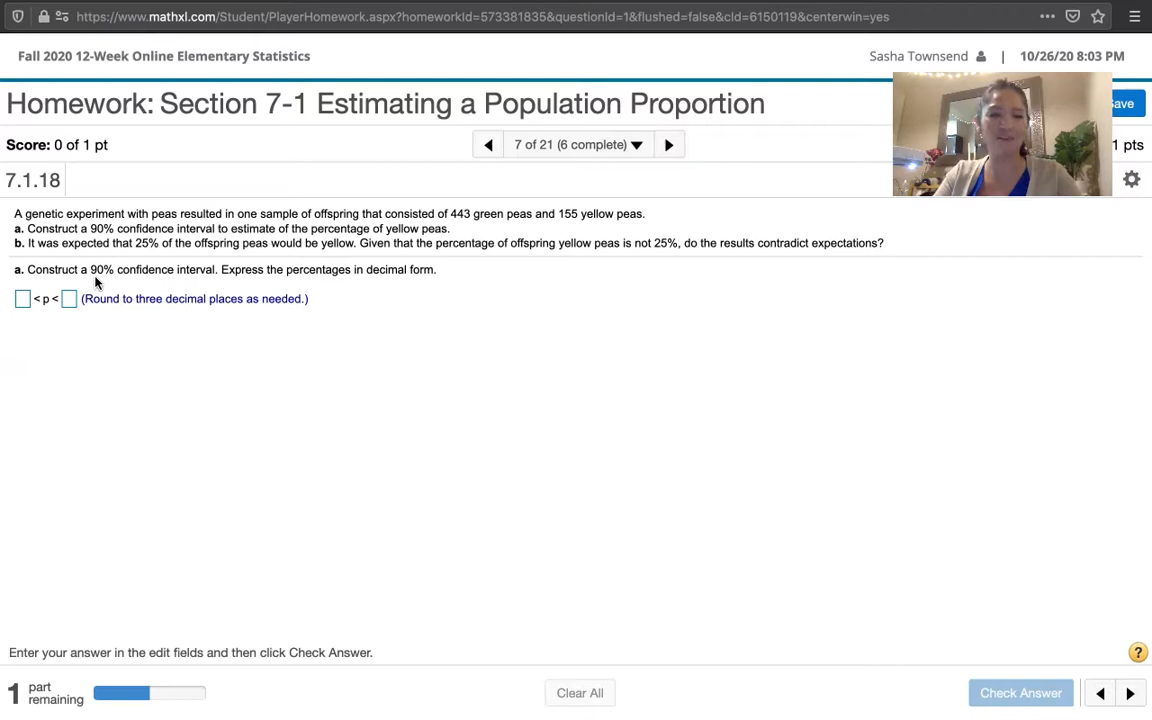 https://www.mathxl.com/Student/PlayerHomework.aspx?homeworkId=573381835&questionId=1&flushed=false&cId=6150119&centerwin=yes
Fall 2020 12-Week Online Elementary Statistics
Sasha Townsend | 10/26/20 8:03 PM
Homework: Section 7-1 Estimating a Population Proportion
ave
Score: 0 of 1 pt
7 of 21 (6 complete)
1 pts
7.1.18
A genetic experiment with peas resulted in one sample of offspring that consisted of 443 green peas and 155 yellow peas.
a. Construct a 90% confidence interval to estimate of the percentage of yellow peas.
b. It was expected that 25% of the offspring peas would be yellow. Given that the percentage of offspring yellow peas is not 25%, do the results contradict expectations?
a. Construct a 90% confidence interval. Express the percentages in decimal form.
< p < (Round to three decimal places as needed.)
Enter your answer in the edit fields and then click Check Answer.
?
1 part remaining
Clear All
Check Answer